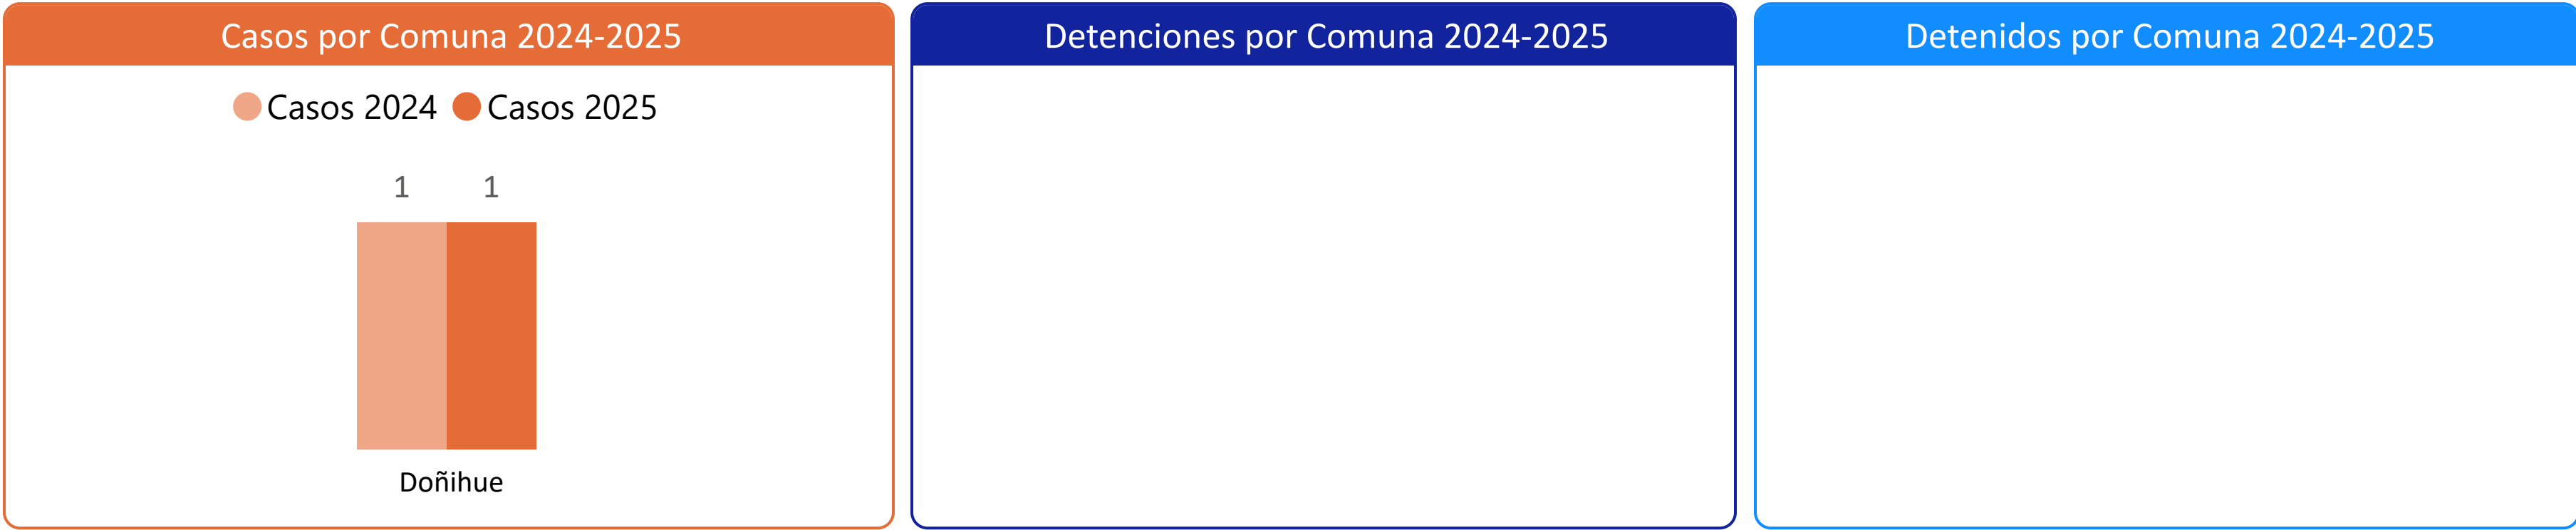 Casos por Comuna 2024-2025
Casos 2024 Casos 2025
1 1
Doñihue
Detenciones por Comuna 2024-2025
Detenidos por Comuna 2024-2025